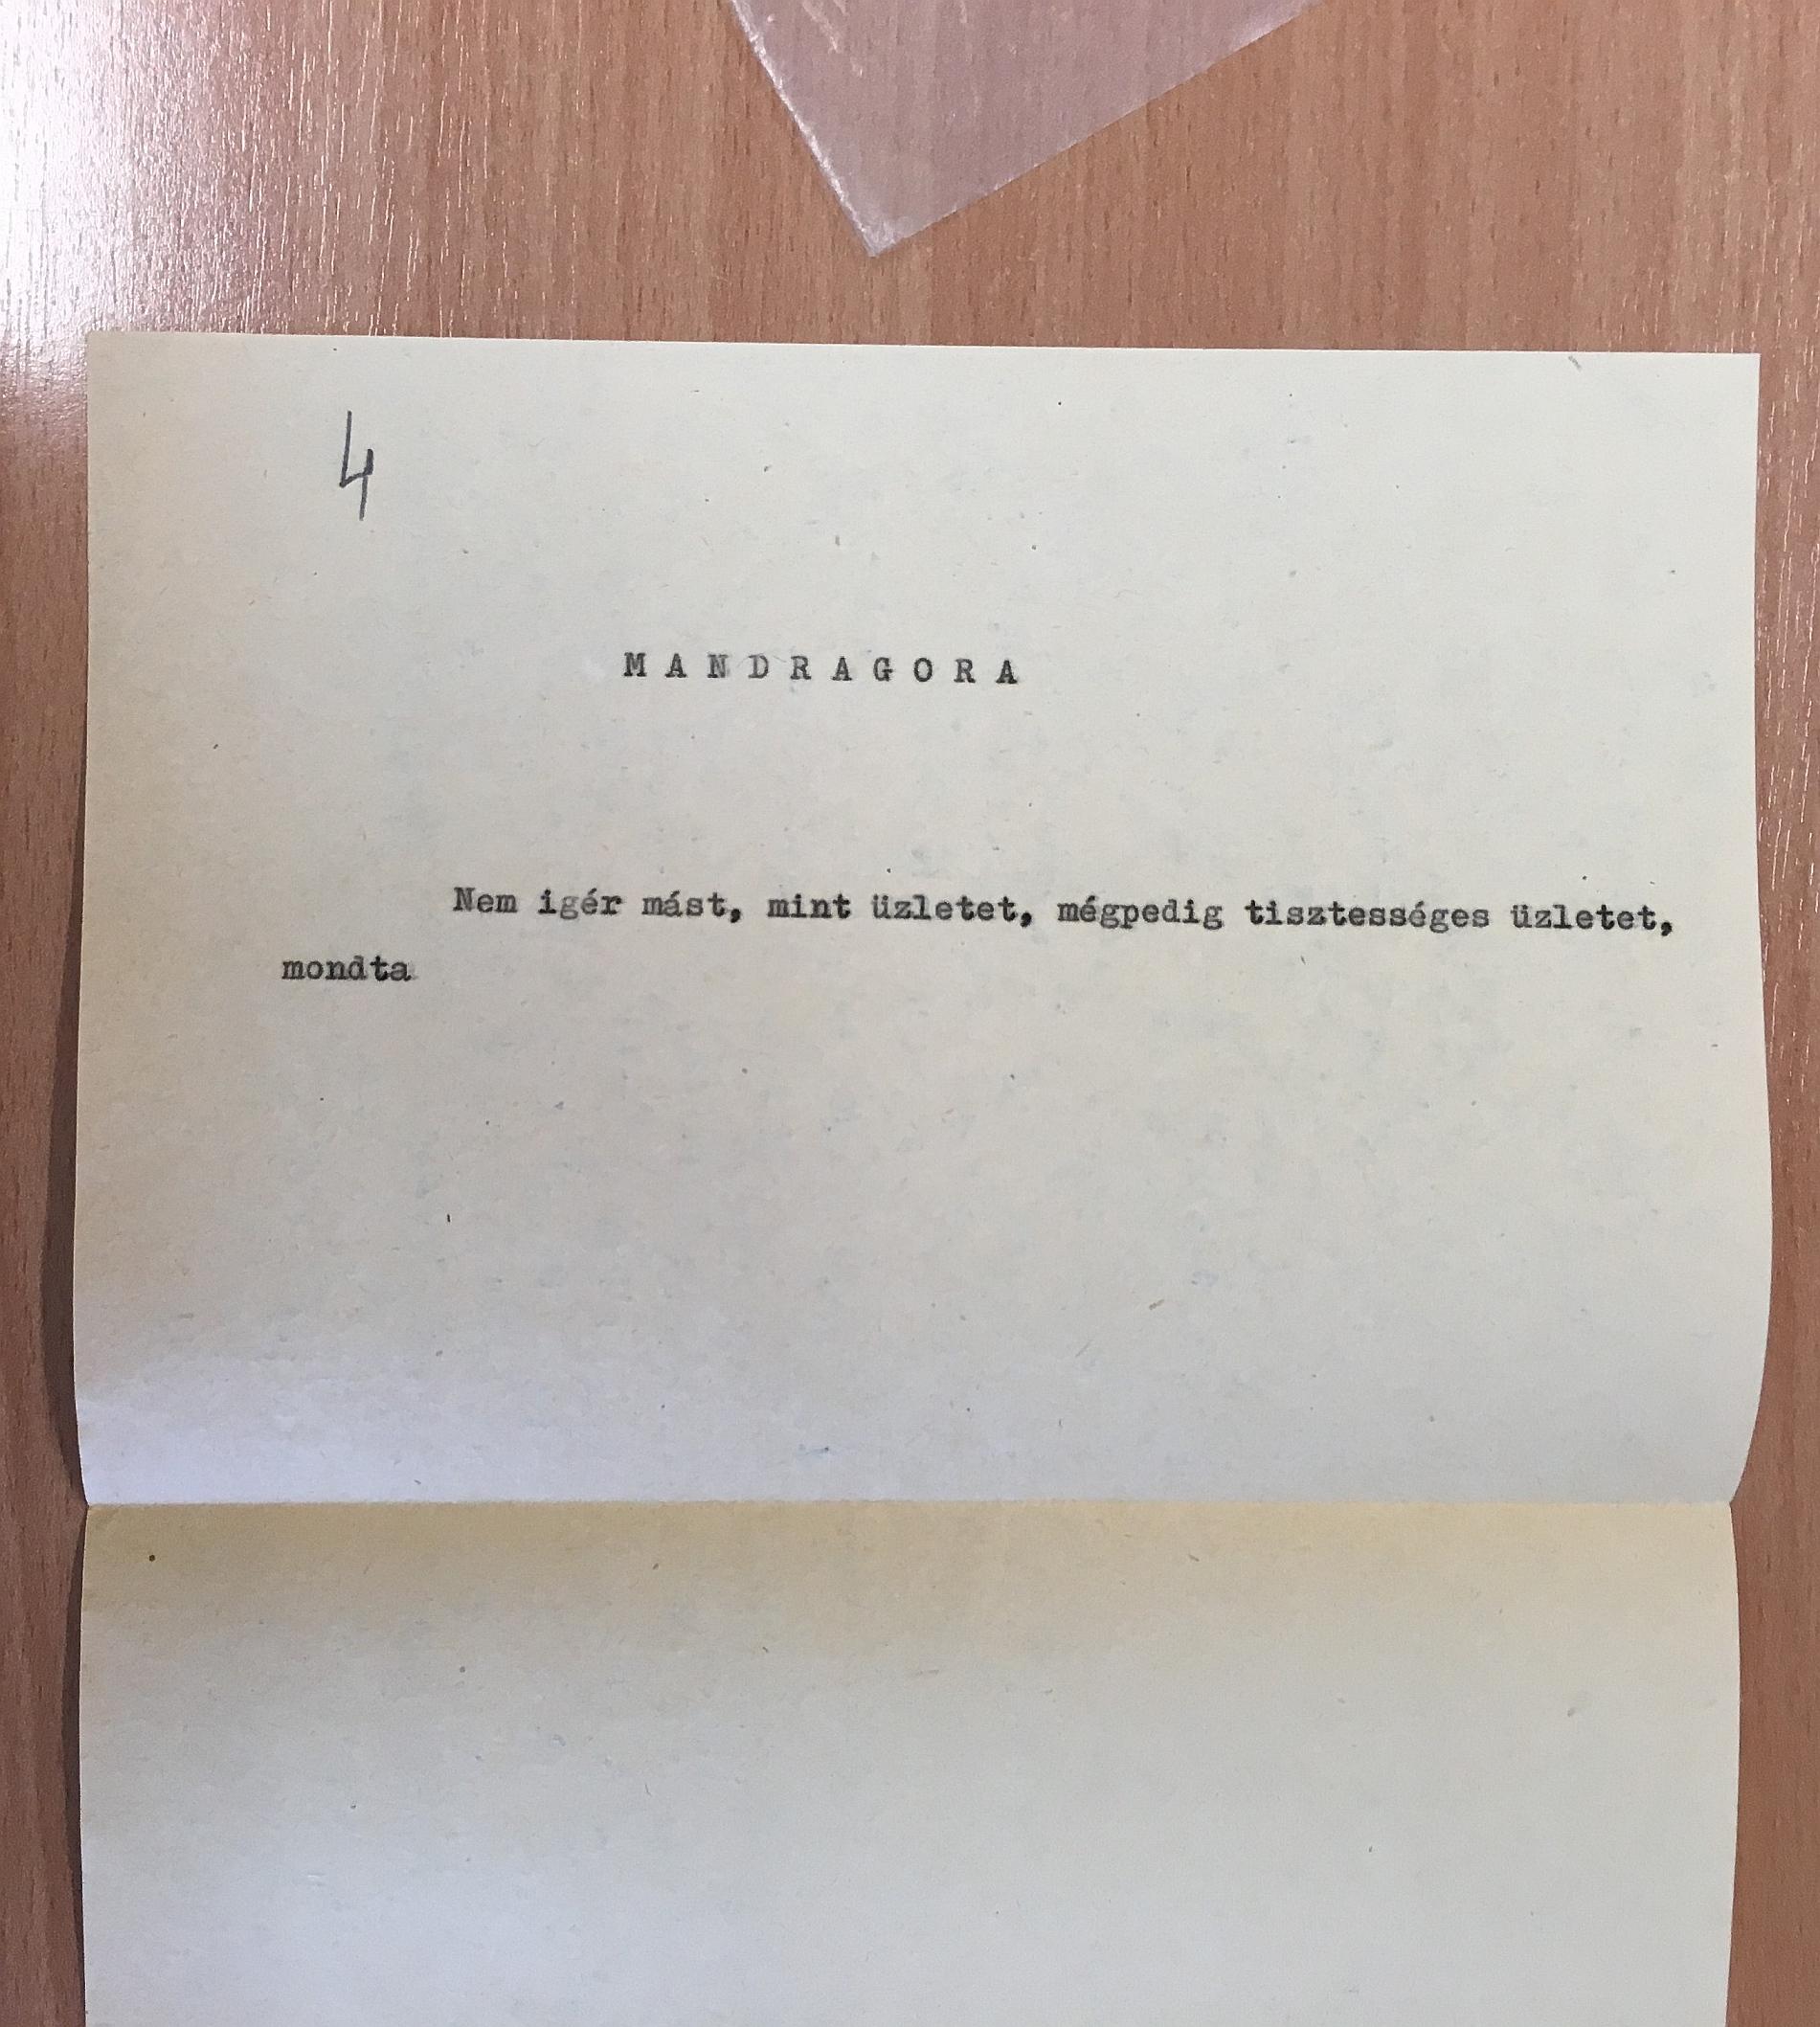 4
M A N D R A G O R A
Nem igér mást, mint üzletet, mégpedig tisztességes üzletet,
mondta